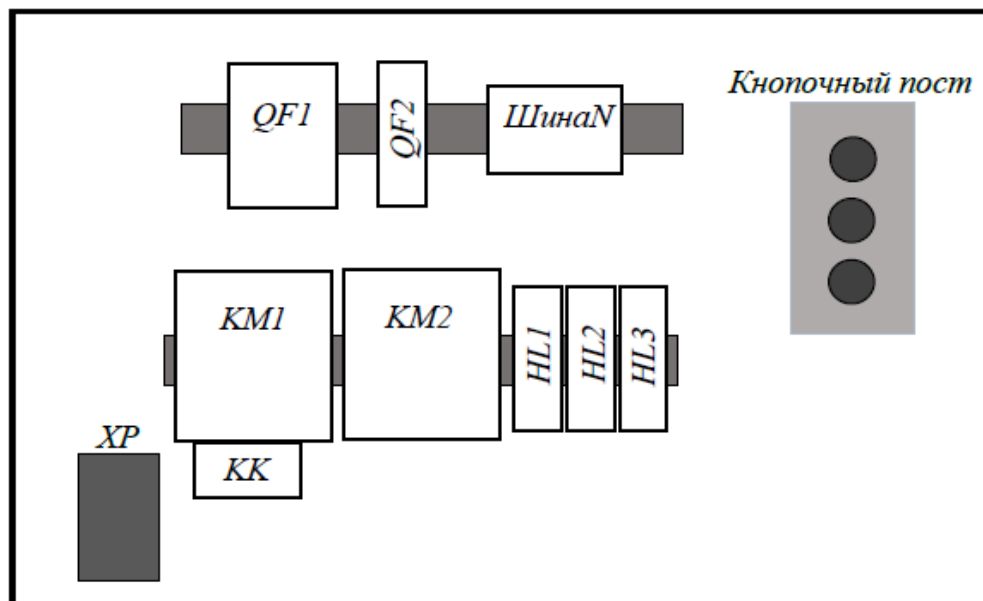 QF1
QF2
ШинаN
Кнопочный пост
KM1
KM2
HL1
HL2
HL3
XP
KK